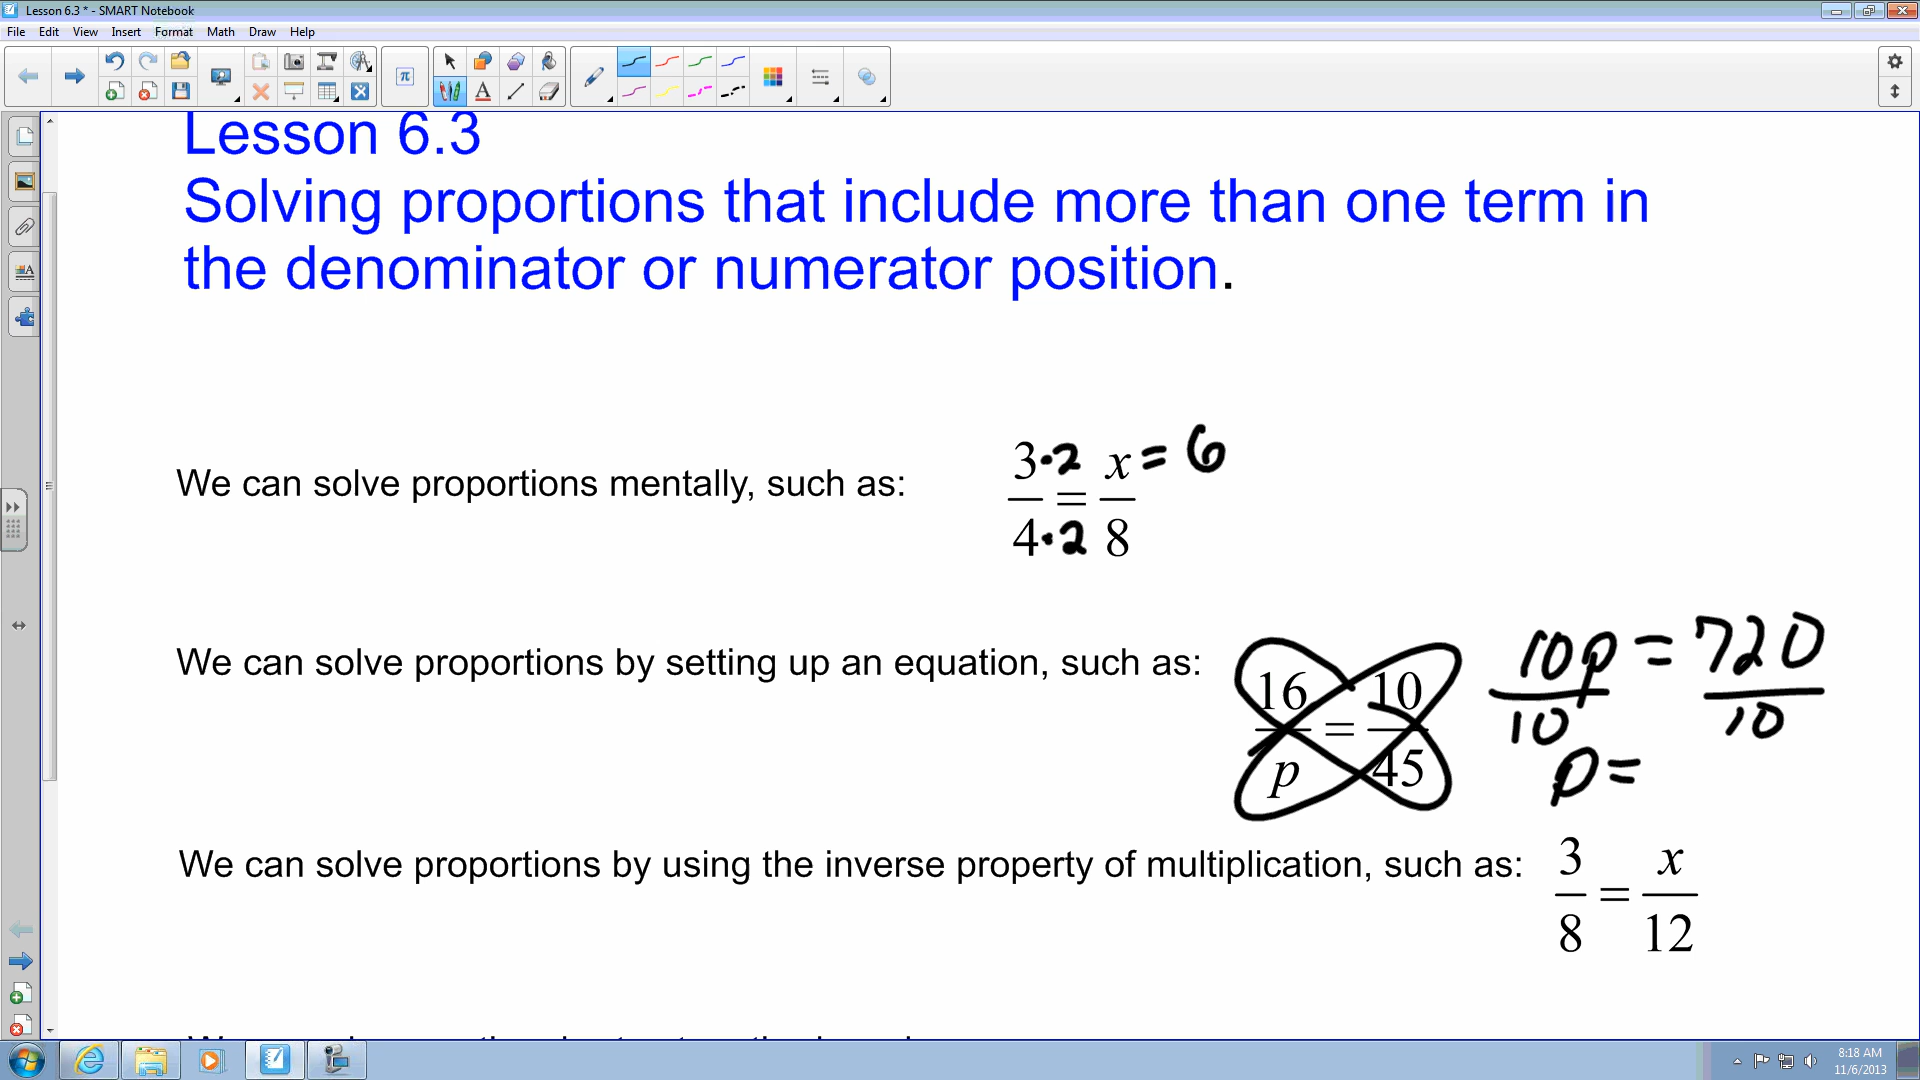 Lesson 6.3 * - SMART Notebook
File Edit View Insert Format Math Draw Help
Lesson 6.3
Solving proportions that include more than one term in
the denominator or numerator position.
We can solve proportions mentally, such as:
3·2 x = 6
=
4·2 8
We can solve proportions by setting up an equation, such as:
16 10
=
p 45
10p = 720
10 10
p =
We can solve proportions by using the inverse property of multiplication, such as:
3 x
=
8 12
8:18 AM
11/6/2013